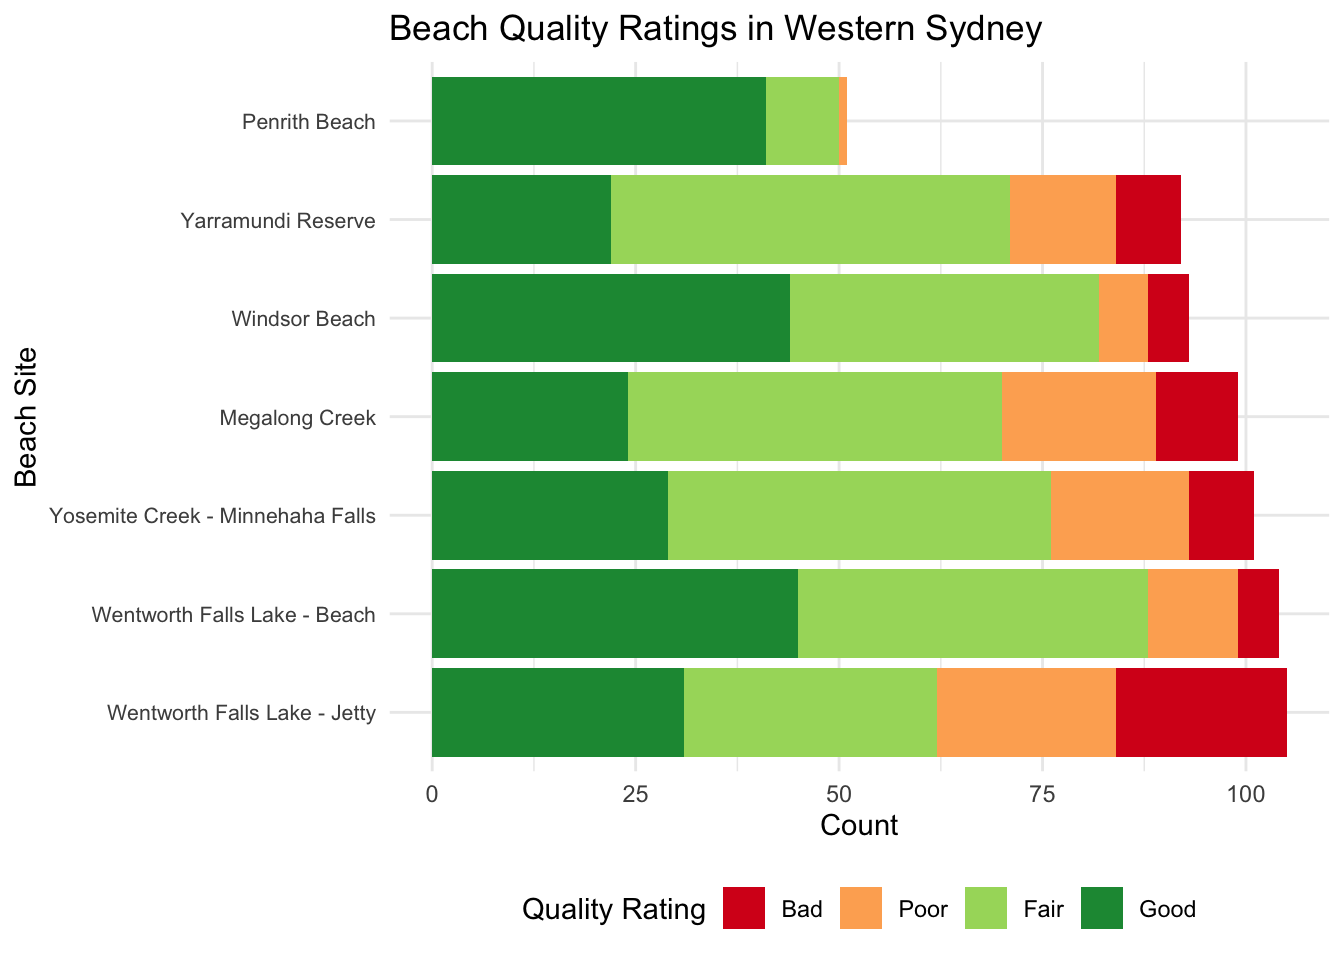 Beach Quality Ratings in Western Sydney
Beach Site
Penrith Beach
Yarramundi Reserve
Windsor Beach
Megalong Creek
Yosemite Creek - Minnehaha Falls
Wentworth Falls Lake - Beach
Wentworth Falls Lake - Jetty
0 25 50 75 100
Count
Quality Rating Bad Poor Fair Good